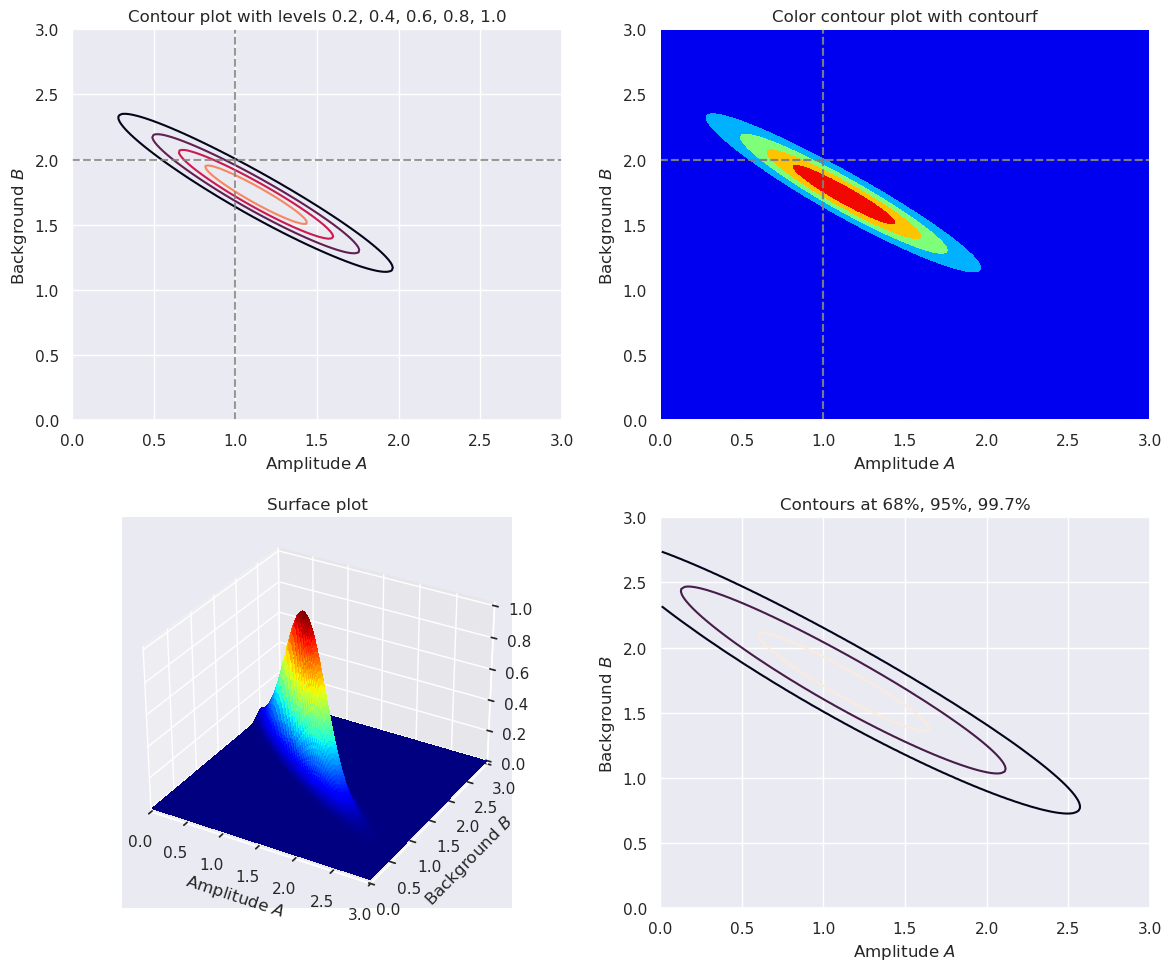 Contour plot with levels 0.2, 0.4, 0.6, 0.8, 1.0
3.0
2.5
2.0
1.5
1.0
0.5
0.0
Background B
0.0 0.5 1.0 1.5 2.0 2.5 3.0
Amplitude A
Color contour plot with contourf
3.0
2.5
2.0
1.5
1.0
0.5
0.0
Background B
0.0 0.5 1.0 1.5 2.0 2.5 3.0
Amplitude A
Surface plot
1.0
0.8
0.6
0.4
0.2
0.0
3.0
2.5
2.0
1.5
1.0
0.5
0.0
Background B
0.0 0.5 1.0 1.5 2.0 2.5 3.0
Amplitude A
Contours at 68%, 95%, 99.7%
3.0
2.5
2.0
1.5
1.0
0.5
0.0
Background B
0.0 0.5 1.0 1.5 2.0 2.5 3.0
Amplitude A